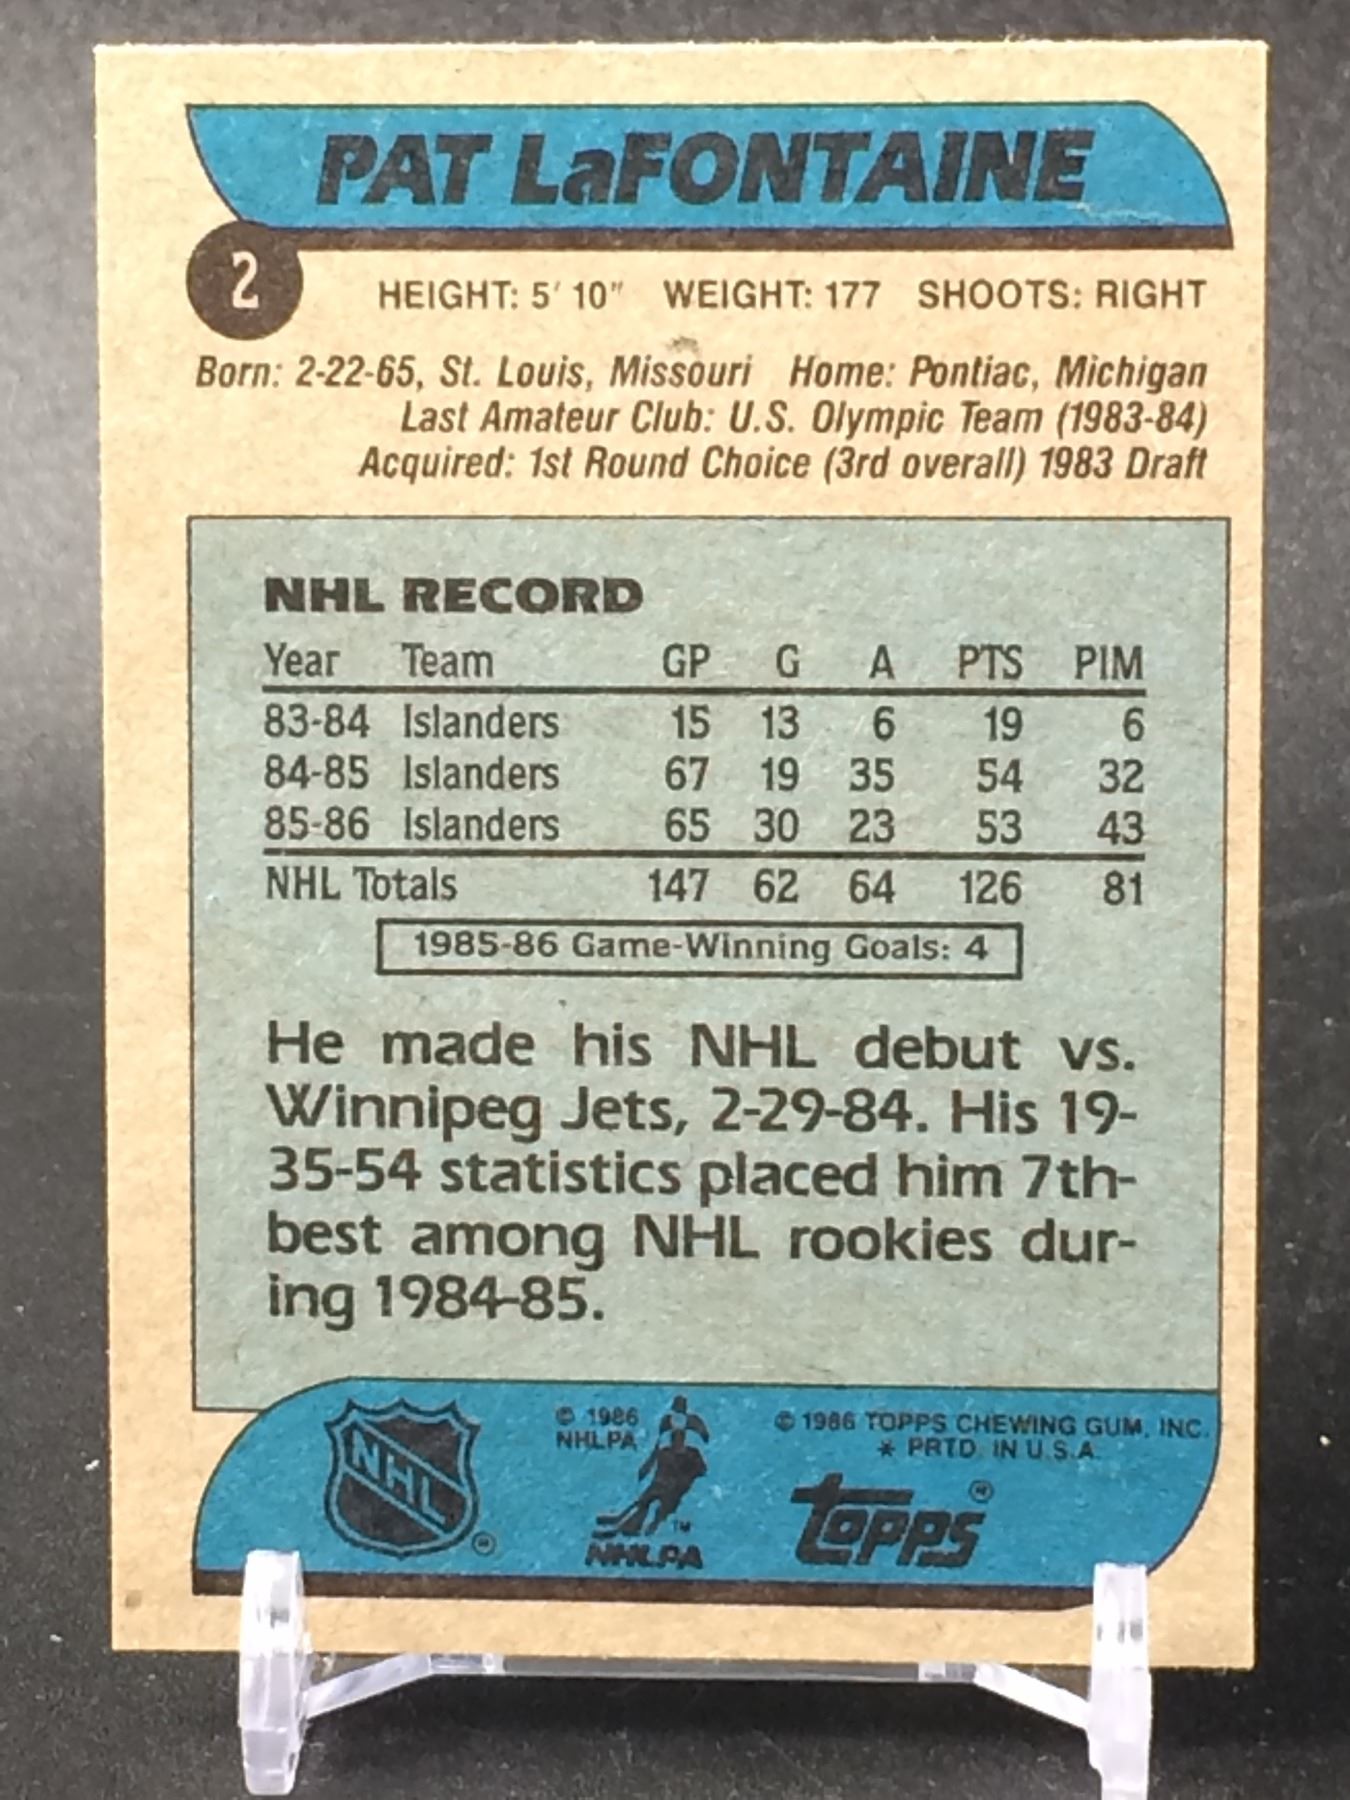 PAT LaFONTAINE
2
HEIGHT: 5' 10" WEIGHT: 177 SHOOTS: RIGHT
Born: 2-22-65, St. Louis, Missouri Home: Pontiac, Michigan
Last Amateur Club: U.S. Olympic Team (1983-84)
Acquired: 1st Round Choice (3rd overall) 1983 Draft
NHL RECORD
Year Team GP G A PTS PIM
83-84 Islanders 15 13 6 19 6
84-85 Islanders 67 19 35 54 32
85-86 Islanders 65 30 23 53 43
NHL Totals 147 62 64 126 81
1985-86 Game-Winning Goals: 4
He made his NHL debut vs.
Winnipeg Jets, 2-29-84. His 19-
35-54 statistics placed him 7th-
best among NHL rookies dur-
ing 1984-85.
NHL ®
© 1986
NHLPA
TM
NHLPA
© 1986 TOPPS CHEWING GUM, INC.
* PRTD. IN U.S.A.
topps ®